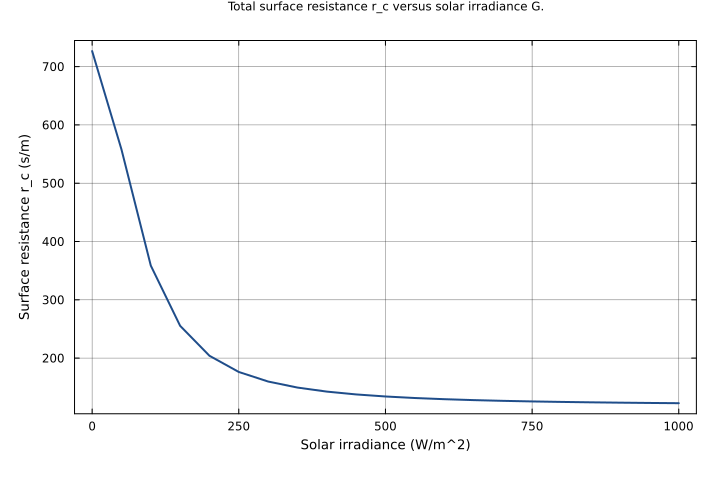 Total surface resistance r_c versus solar irradiance G.
700
600
500
400
300
200
Surface resistance r_c (s/m)
0 250 500 750 1000
Solar irradiance (W/m^2)